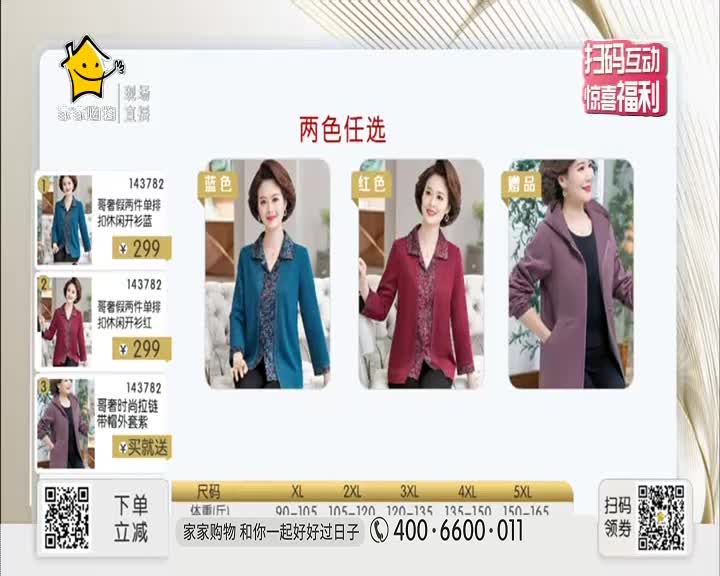 扫码互动
惊喜福利
家家购物
现场
直播
两色任选
蓝色
红色
赠品
1
143782
哥奢假两件单排
扣休闲开衫蓝
¥299
2
143782
哥奢假两件单排
扣休闲开衫红
¥299
3
143782
哥奢时尚拉链
带帽外套紫
¥买就送
尺码 XL 2XL 3XL 4XL 5XL
体重(斤) 90-105 105-120 120-135 135-150 150-165
下单
立减
家家购物 和你一起好好过日子 400·6600·011
扫码
领券